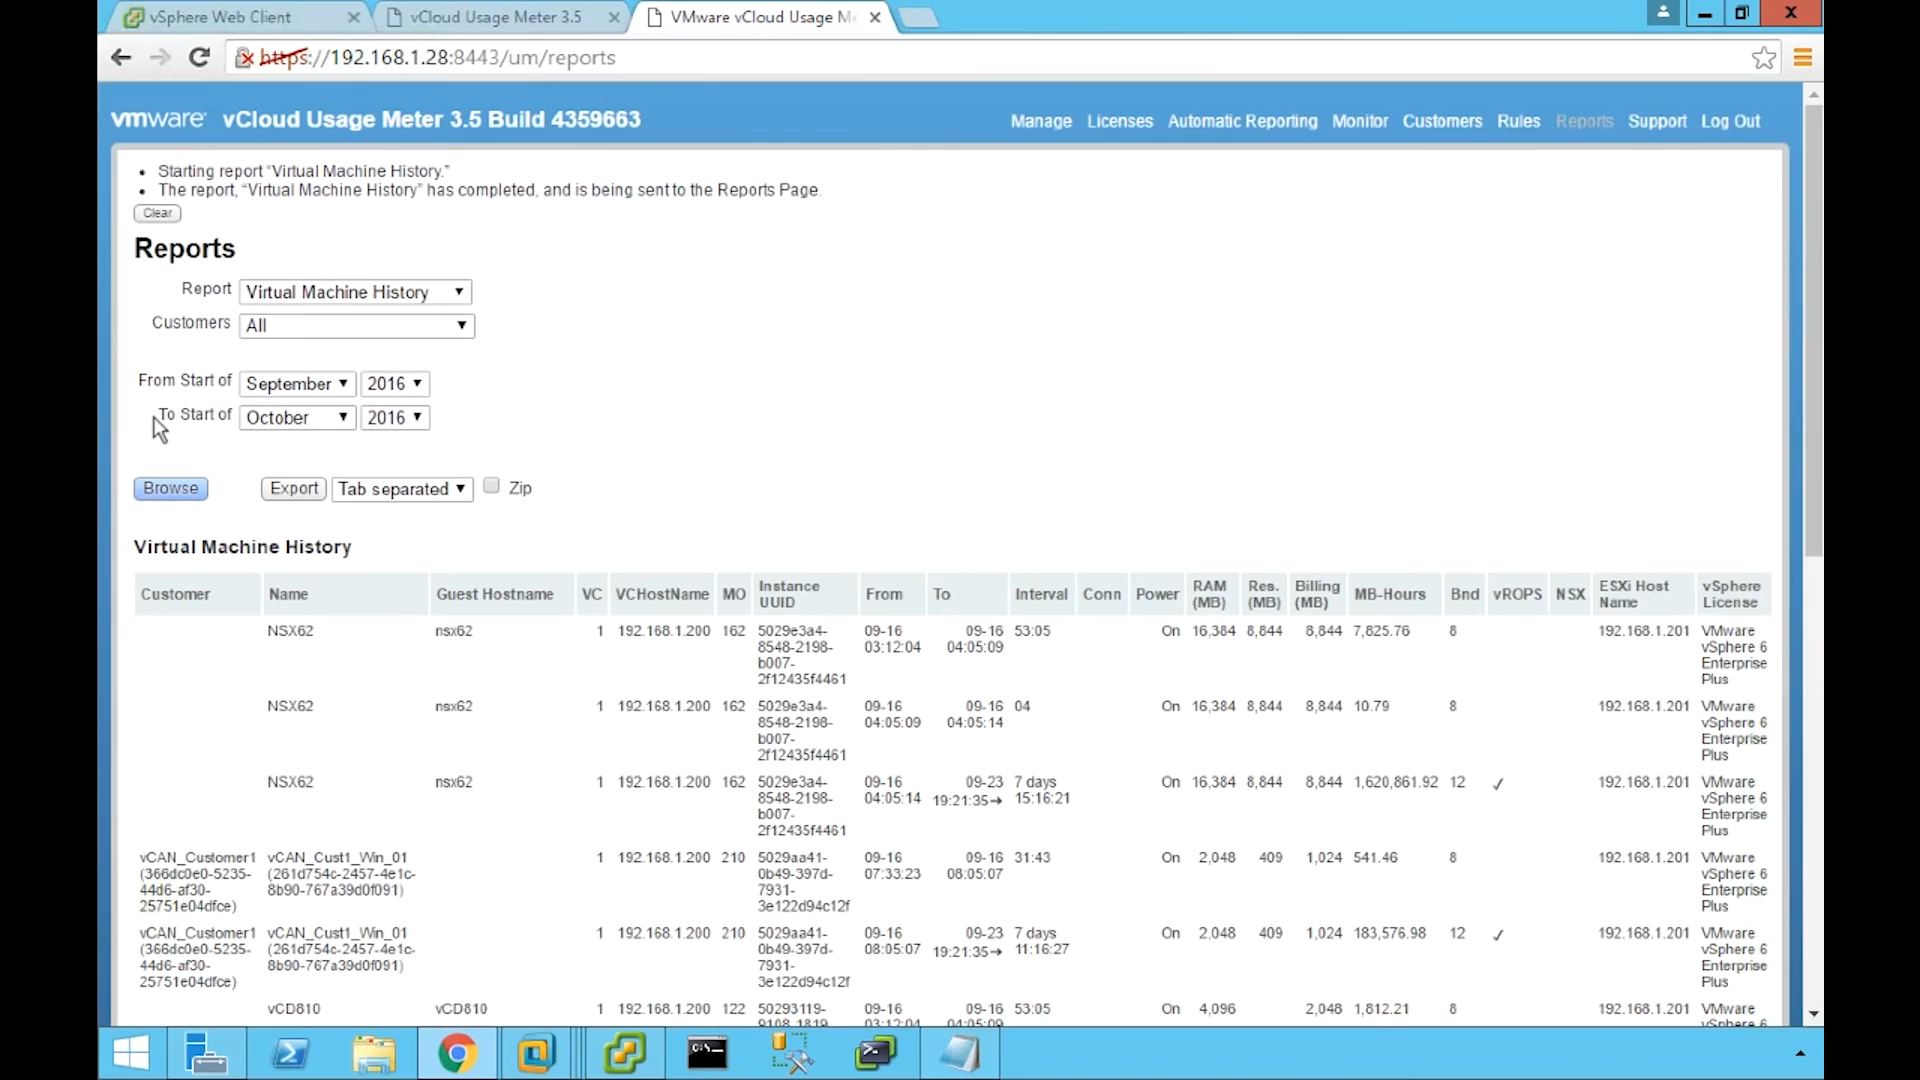 vSphere Web Client
vCloud Usage Meter 3.5
VMware vCloud Usage Me
https://192.168.1.28:8443/um/reports
vmware vCloud Usage Meter 3.5 Build 4359663
Manage Licenses Automatic Reporting Monitor Customers Rules Reports Support Log Out
Starting report “Virtual Machine History.”
The report, “Virtual Machine History” has completed, and is being sent to the Reports Page.
Clear
Reports
Report Virtual Machine History
Customers All
From Start of September 2016
To Start of October 2016
Browse Export Tab separated Zip
Virtual Machine History
Customer Name Guest Hostname VC VCHostName MO Instance UUID From To Interval Conn Power RAM (MB) Res. (MB) Billing (MB) MB-Hours Bnd vROPS NSX ESXi Host Name vSphere License
NSX62 nsx62 1 192.168.1.200 162 5029e3a4- 09-16 09-16 53:05 On 16,384 8,844 8,844 7,825.76 8 192.168.1.201 VMware
8548-2198- 03:12:04 04:05:09 vSphere 6
b007- Enterprise
2f12435f4461 Plus
NSX62 nsx62 1 192.168.1.200 162 5029e3a4- 09-16 09-16 04 On 16,384 8,844 8,844 10.79 8 192.168.1.201 VMware
8548-2198- 04:05:09 04:05:14 vSphere 6
b007- Enterprise
2f12435f4461 Plus
NSX62 nsx62 1 192.168.1.200 162 5029e3a4- 09-16 09-23 7 days On 16,384 8,844 8,844 1,620,861.92 12 ✓ 192.168.1.201 VMware
8548-2198- 04:05:14 19:21:35→ 15:16:21 vSphere 6
b007- Enterprise
2f12435f4461 Plus
vCAN_Customer1 vCAN_Cust1_Win_01 1 192.168.1.200 210 5029aa41- 09-16 09-16 31:43 On 2,048 409 1,024 541.46 8 192.168.1.201 VMware
(366dc0e0-5235- (261d754c-2457-4e1c- 0b49-397d- 07:33:23 08:05:07 vSphere 6
44d6-af30- 8b90-767a39d0f091) 7931- Enterprise
25751e04dfce) 3e122d94c12f Plus
vCAN_Customer1 vCAN_Cust1_Win_01 1 192.168.1.200 210 5029aa41- 09-16 09-23 7 days On 2,048 409 1,024 183,576.98 12 ✓ 192.168.1.201 VMware
(366dc0e0-5235- (261d754c-2457-4e1c- 0b49-397d- 08:05:07 19:21:35→ 11:16:27 vSphere 6
44d6-af30- 8b90-767a39d0f091) 7931- Enterprise
25751e04dfce) 3e122d94c12f Plus
vCD810 vCD810 1 192.168.1.200 122 50293119- 09-16 09-16 53:05 On 4,096 2,048 1,812.21 8 192.168.1.201 VMware
9108-1819- 03:12:04 04:05:09 vSphere 6